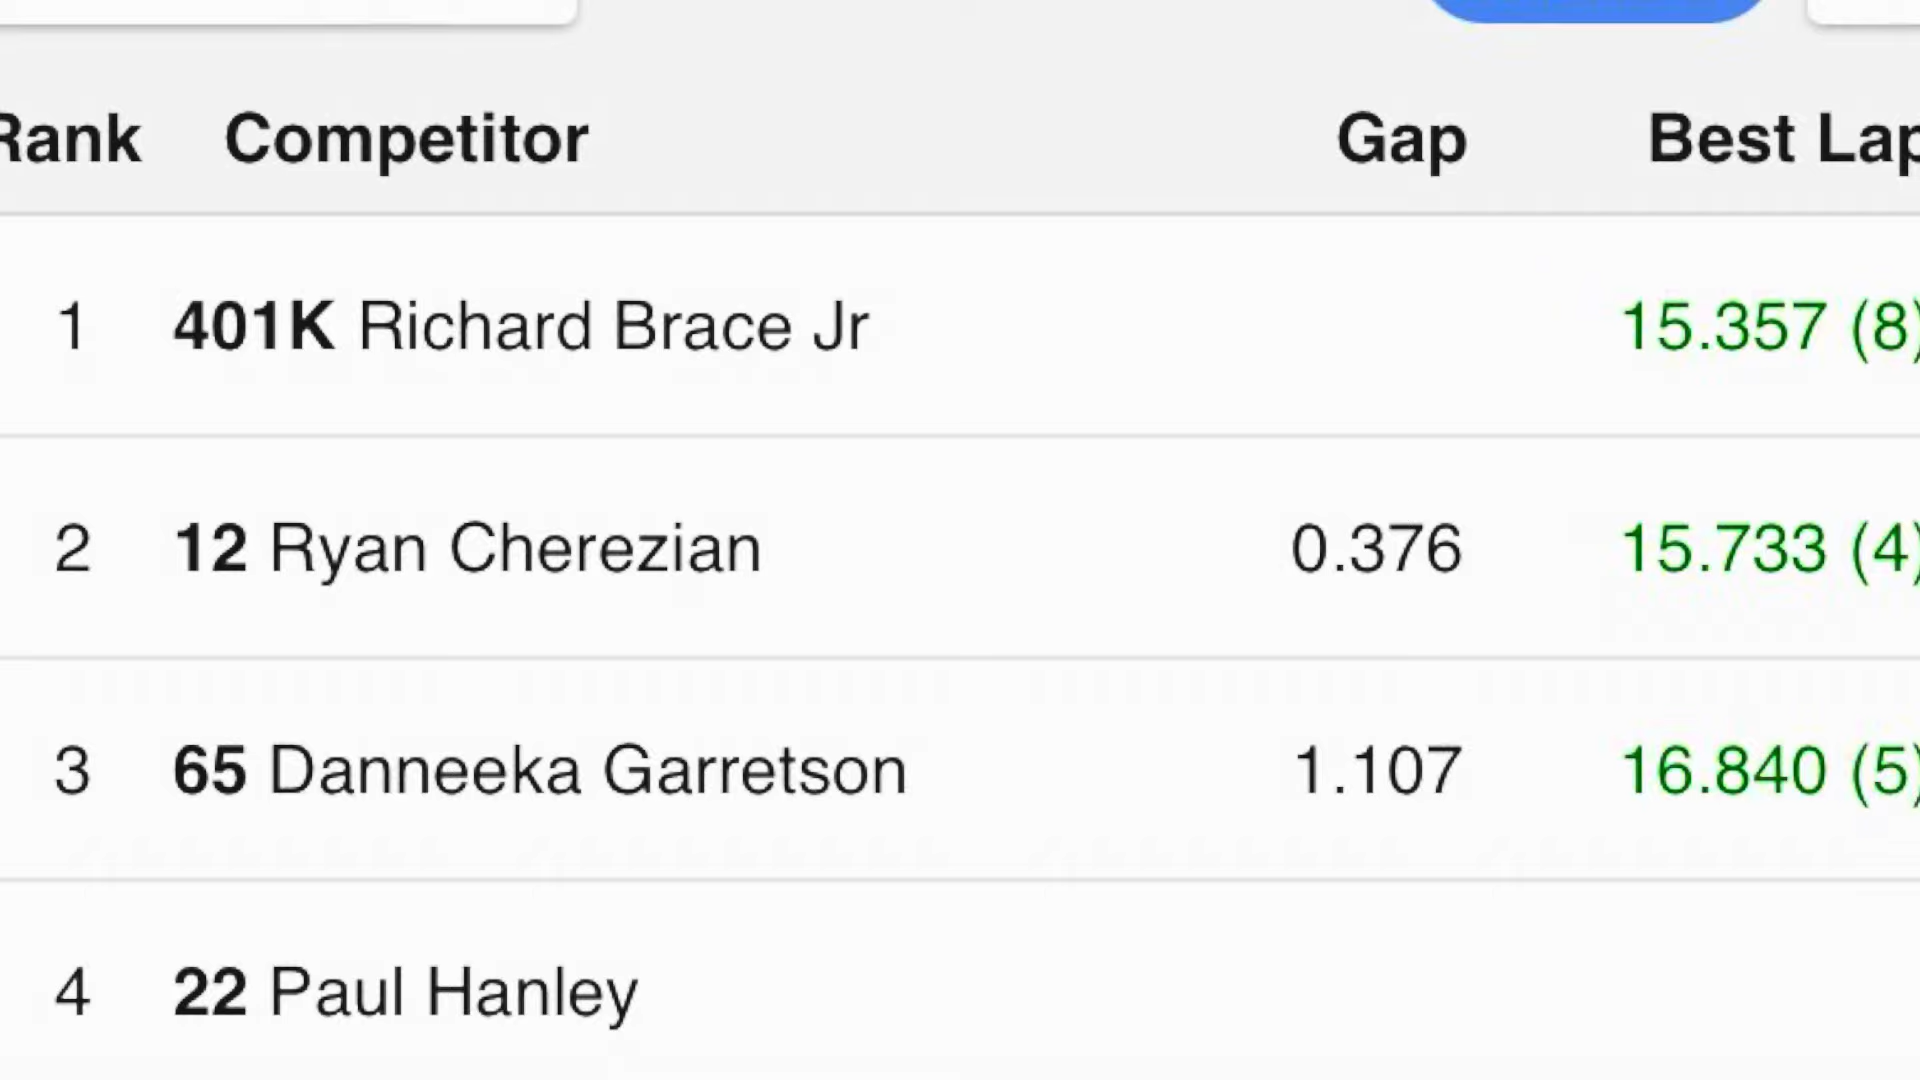 Rank Competitor Gap Best Lap
1 401K Richard Brace Jr 15.357 (8)
2 12 Ryan Cherezian 0.376 15.733 (4)
3 65 Danneeka Garretson 1.107 16.840 (5)
4 22 Paul Hanley